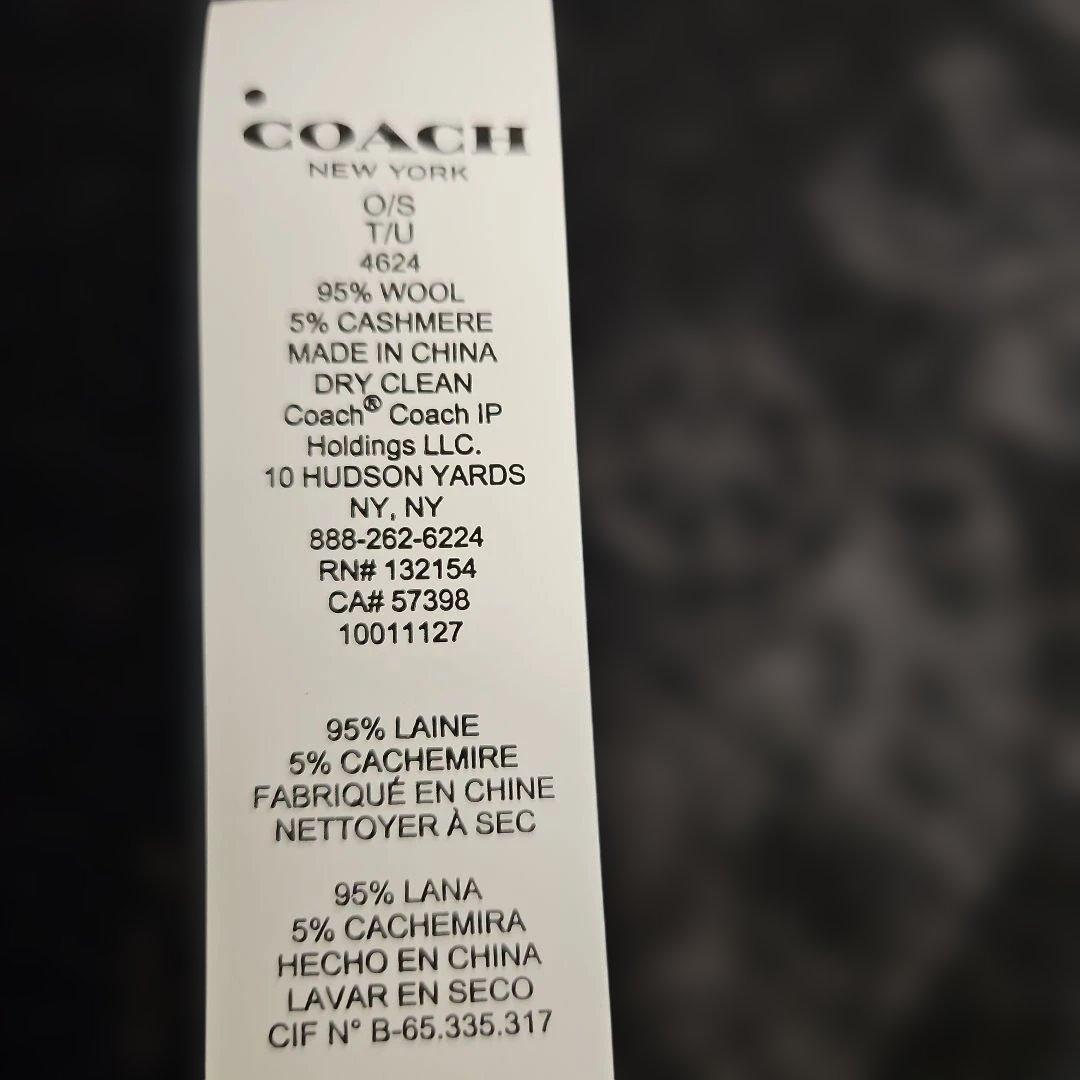 COACH
NEW YORK
O/S
T/U
4624
95% WOOL
5% CASHMERE
MADE IN CHINA
DRY CLEAN
Coach® Coach IP
Holdings LLC.
10 HUDSON YARDS
NY, NY
888-262-6224
RN# 132154
CA# 57398
10011127
95% LAINE
5% CACHEMIRE
FABRIQUÉ EN CHINE
NETTOYER À SEC
95% LANA
5% CACHEMIRA
HECHO EN CHINA
LAVAR EN SECO
CIF N° B-65.335.317